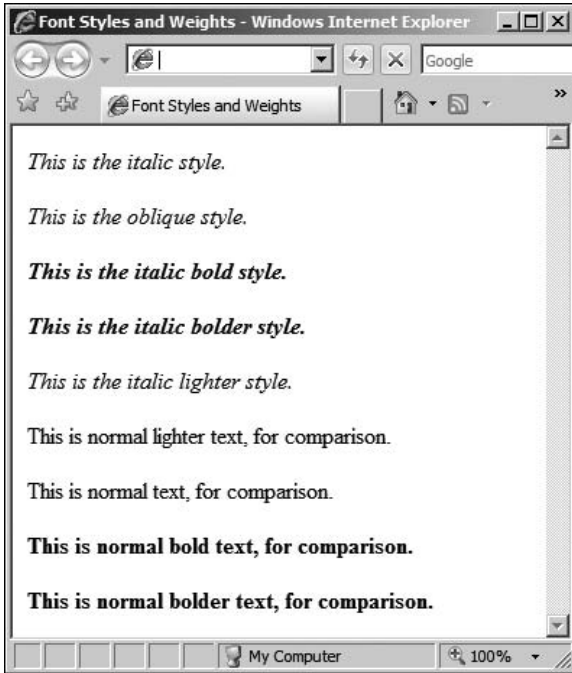 Font Styles and Weights - Windows Internet Explorer
Google
Font Styles and Weights
»
This is the italic style.
This is the oblique style.
This is the italic bold style.
This is the italic bolder style.
This is the italic lighter style.
This is normal lighter text, for comparison.
This is normal text, for comparison.
This is normal bold text, for comparison.
This is normal bolder text, for comparison.
My Computer
100%